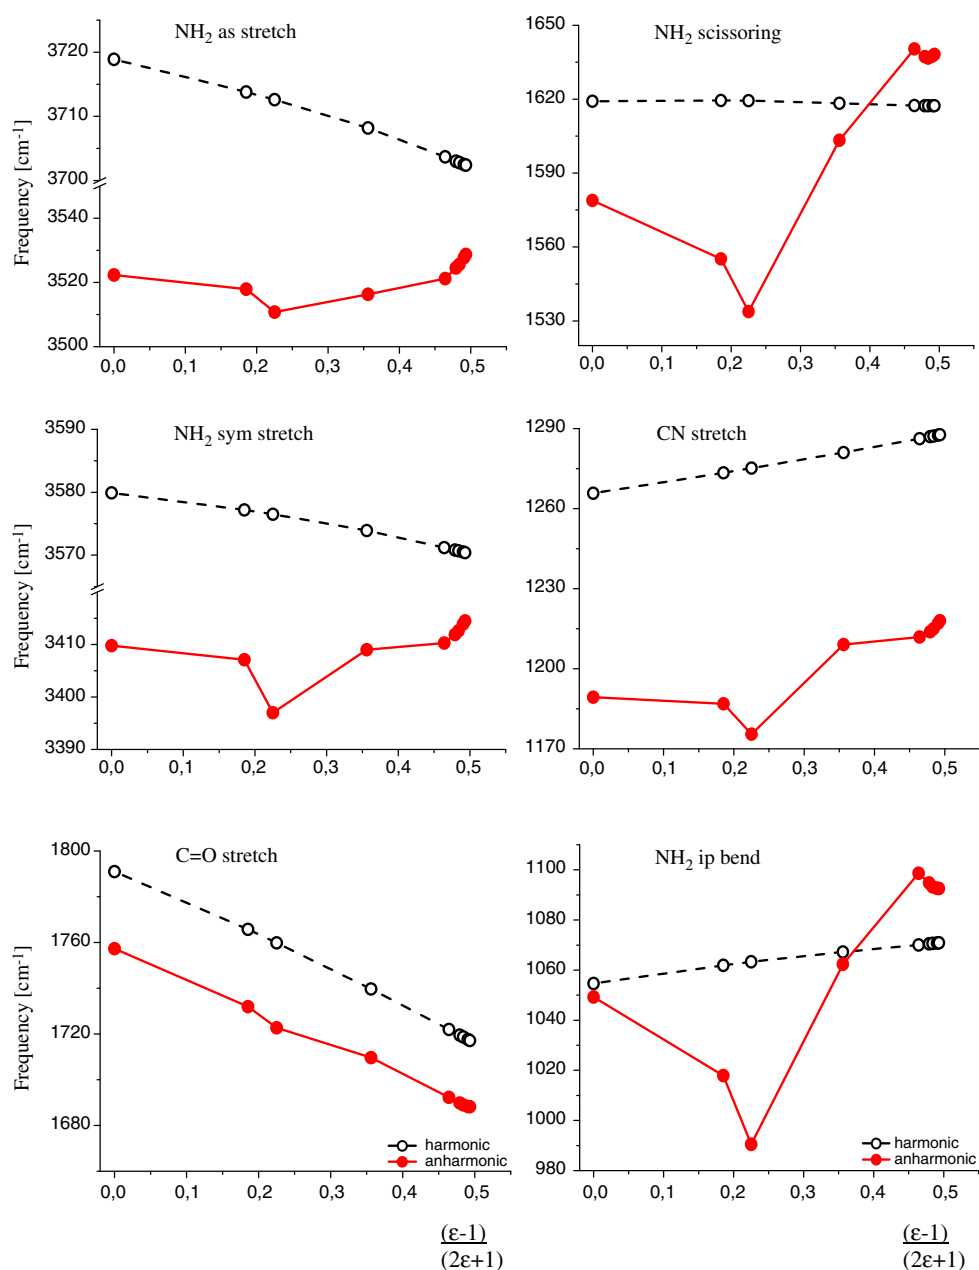 NH2 as stretch
3720
3710
3700
3540
3520
3500
Frequency [cm-1]
0,0 0,1 0,2 0,3 0,4 0,5
NH2 scissoring
1650
1620
1590
1560
1530
0,0 0,1 0,2 0,3 0,4 0,5
NH2 sym stretch
3590
3580
3570
3410
3400
3390
Frequency [cm-1]
0,0 0,1 0,2 0,3 0,4 0,5
CN stretch
1290
1260
1230
1200
1170
0,0 0,1 0,2 0,3 0,4 0,5
C=O stretch
1800
1760
1720
1680
Frequency [cm-1]
harmonic
anharmonic
0,0 0,1 0,2 0,3 0,4 0,5
(ε-1)
(2ε+1)
NH2 ip bend
1100
1080
1060
1040
1020
1000
980
harmonic
anharmonic
0,0 0,1 0,2 0,3 0,4 0,5
(ε-1)
(2ε+1)